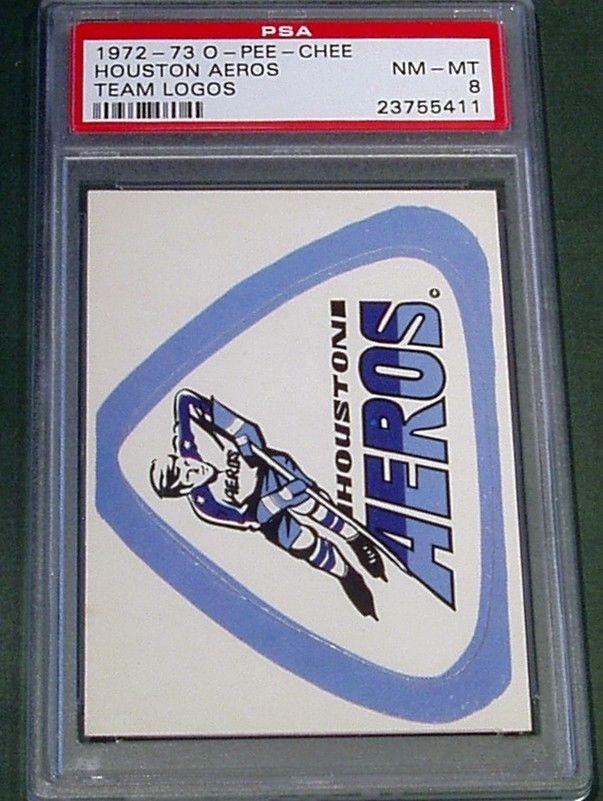 PSA
1972-73 O-PEE-CHEE
HOUSTON AEROS NM-MT
TEAM LOGOS 8
23755411
HOUSTON
AEROS ©
AEROS